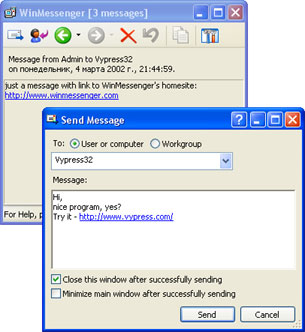 WinMessenger [3 messages]
Message from Admin to Vypress32
on понедельник, 4 марта 2002 г., 21:44:59.
just a message with link to WinMessenger's homesite:
http://www.winmessenger.com
For Help, p
Send Message
To: User or computer Workgroup
Vypress32
Message:
Hi,
nice program, yes?
Try it - http://www.vypress.com/
Close this window after successfully sending
Minimize main window after successfully sending
Send Cancel